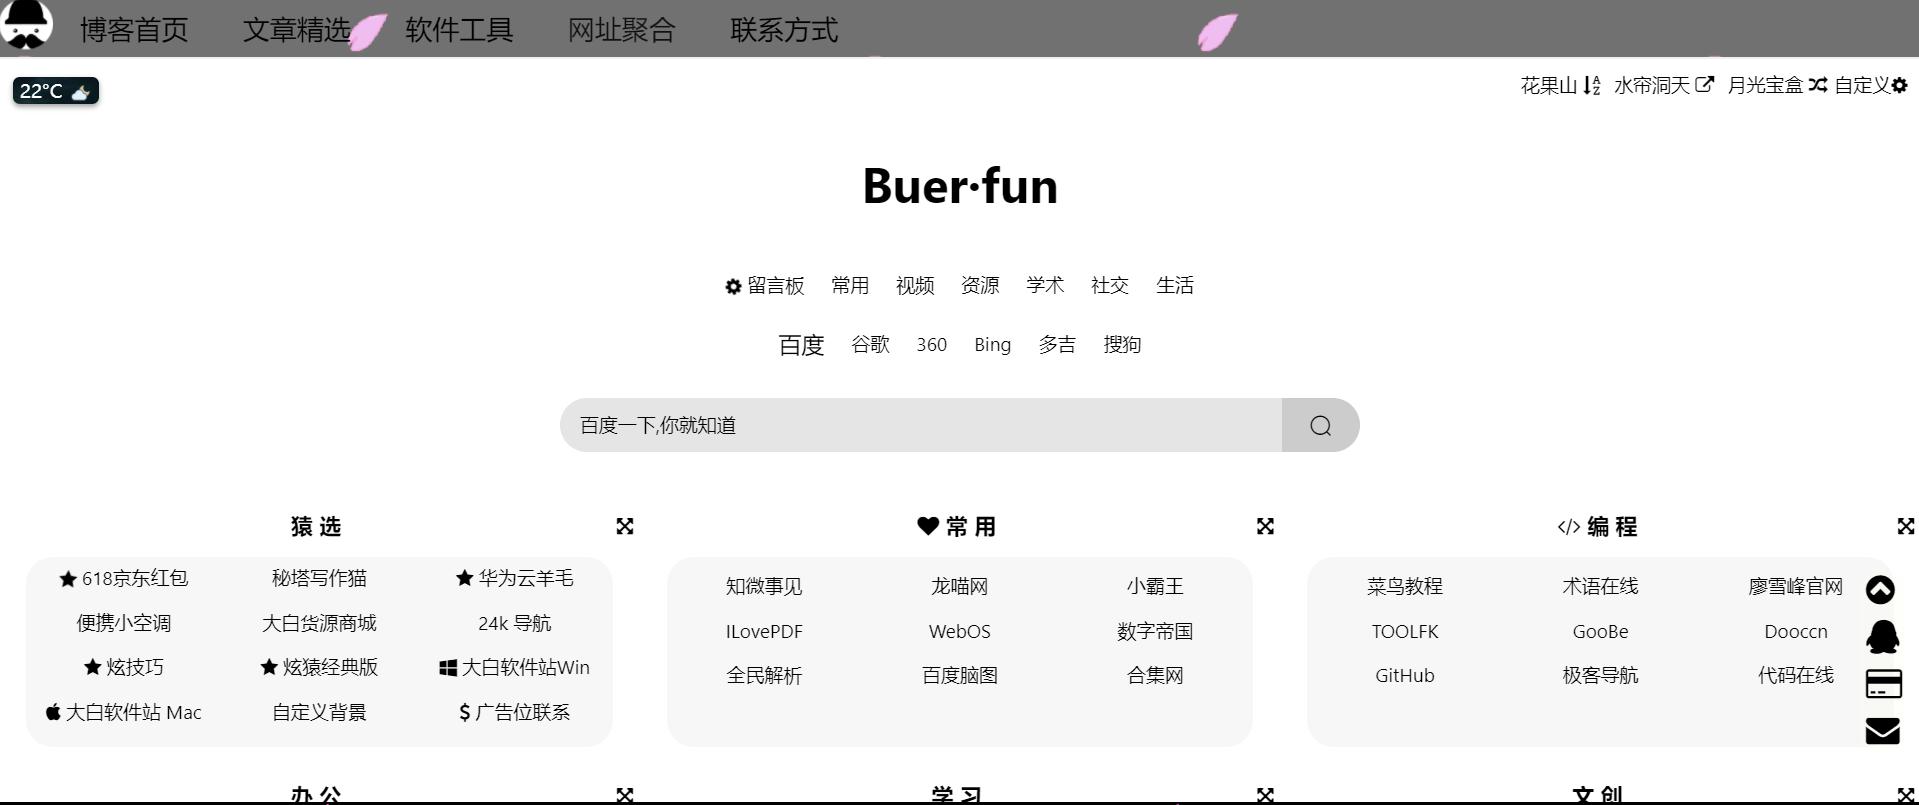 博客首页 文章精选 软件工具 网址聚合 联系方式
22°C 花果山 水帘洞天 月光宝盒 自定义
Buer·fun
留言板 常用 视频 资源 学术 社交 生活
百度 谷歌 360 Bing 多吉 搜狗
百度一下,你就知道
猿 选 常 用 </> 编 程
618京东红包 秘塔写作猫 华为云羊毛
便携小空调 大白货源商城 24k 导航
炫技巧 炫猿经典版 大白软件站Win
大白软件站 Mac 自定义背景 $ 广告位联系
知微事见 龙喵网 小霸王
ILovePDF WebOS 数字帝国
全民解析 百度脑图 合集网
菜鸟教程 术语在线 廖雪峰官网
TOOLFK GooBe Dooccn
GitHub 极客导航 代码在线
办 公 学 习 文 创